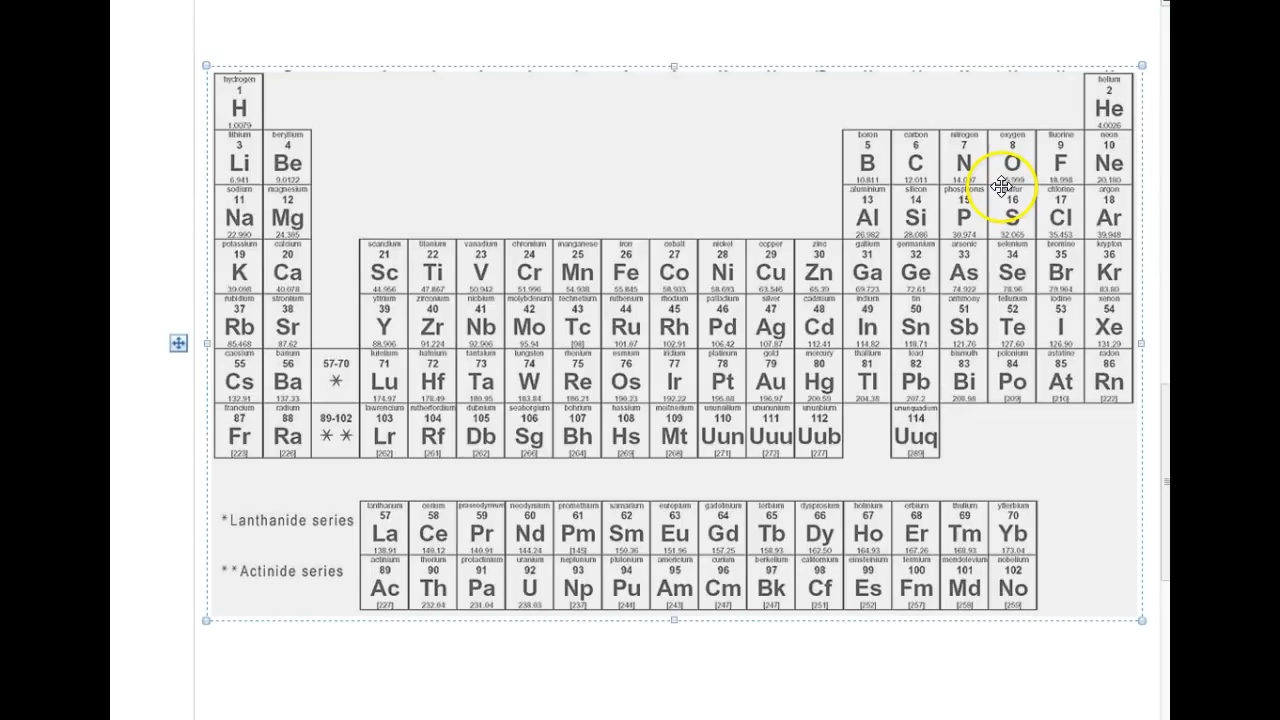 hydrogen helium
1 2
H He
1.0079 4.0026
lithium beryllium boron carbon nitrogen oxygen fluorine neon
3 4 5 6 7 8 9 10
Li Be B C N O F Ne
6.941 9.0122 10.811 12.011 18.998 20.180
sodium magnesium aluminium silicon phosphorus chlorine argon
11 12 13 14 15 16 17 18
Na Mg Al Si P S Cl Ar
22.990 24.305 26.982 28.086 30.974 32.065 35.453 39.948
potassium calcium scandium titanium vanadium chromium manganese iron cobalt nickel copper zinc gallium germanium arsenic selenium bromine krypton
19 20 21 22 23 24 25 26 27 28 29 30 31 32 33 34 35 36
K Ca Sc Ti V Cr Mn Fe Co Ni Cu Zn Ga Ge As Se Br Kr
39.098 40.078 44.956 47.867 50.942 51.996 54.938 55.845 58.933 58.693 63.546 65.39 69.723 72.61 74.922 78.96 79.904 83.80
rubidium strontium yttrium zirconium niobium molybdenum technetium ruthenium rhodium palladium silver cadmium indium tin antimony tellurium iodine xenon
37 38 39 40 41 42 43 44 45 46 47 48 49 50 51 52 53 54
Rb Sr Y Zr Nb Mo Tc Ru Rh Pd Ag Cd In Sn Sb Te I Xe
85.468 87.62 88.906 91.224 92.906 95.94 [98] 101.07 102.91 106.42 107.87 112.41 114.82 118.71 121.76 127.60 126.90 131.29
caesium barium lutetium hafnium tantalum tungsten rhenium osmium iridium platinum gold mercury thallium lead bismuth polonium astatine radon
55 56 57-70 71 72 73 74 75 76 77 78 79 80 81 82 83 84 85 86
Cs Ba * Lu Hf Ta W Re Os Ir Pt Au Hg Tl Pb Bi Po At Rn
132.91 137.33 174.97 178.49 180.95 183.84 186.21 190.23 192.22 195.08 196.97 200.59 204.38 207.2 208.98 [209] [210] [222]
francium radium lawrencium rutherfordium dubnium seaborgium bohrium hassium meitnerium ununnilium unununium ununbium ununquadium
87 88 89-102 103 104 105 106 107 108 109 110 111 112 114
Fr Ra * * Lr Rf Db Sg Bh Hs Mt Uun Uuu Uub Uuq
[223] [226] [262] [261] [262] [266] [264] [269] [268] [271] [272] [277] [289]
lanthanum cerium praseodymium neodymium promethium samarium europium gadolinium terbium dysprosium holmium erbium thulium ytterbium
57 58 59 60 61 62 63 64 65 66 67 68 69 70
*Lanthanide series La Ce Pr Nd Pm Sm Eu Gd Tb Dy Ho Er Tm Yb
138.91 140.12 140.91 144.24 [145] 150.36 151.96 157.25 158.93 162.50 164.93 167.26 168.93 173.04
actinium thorium protactinium uranium neptunium plutonium americium curium berkelium californium einsteinium fermium mendelevium nobelium
89 90 91 92 93 94 95 96 97 98 99 100 101 102
**Actinide series Ac Th Pa U Np Pu Am Cm Bk Cf Es Fm Md No
[227] 232.04 231.04 238.03 [237] [244] [243] [247] [247] [251] [252] [257] [258] [259]